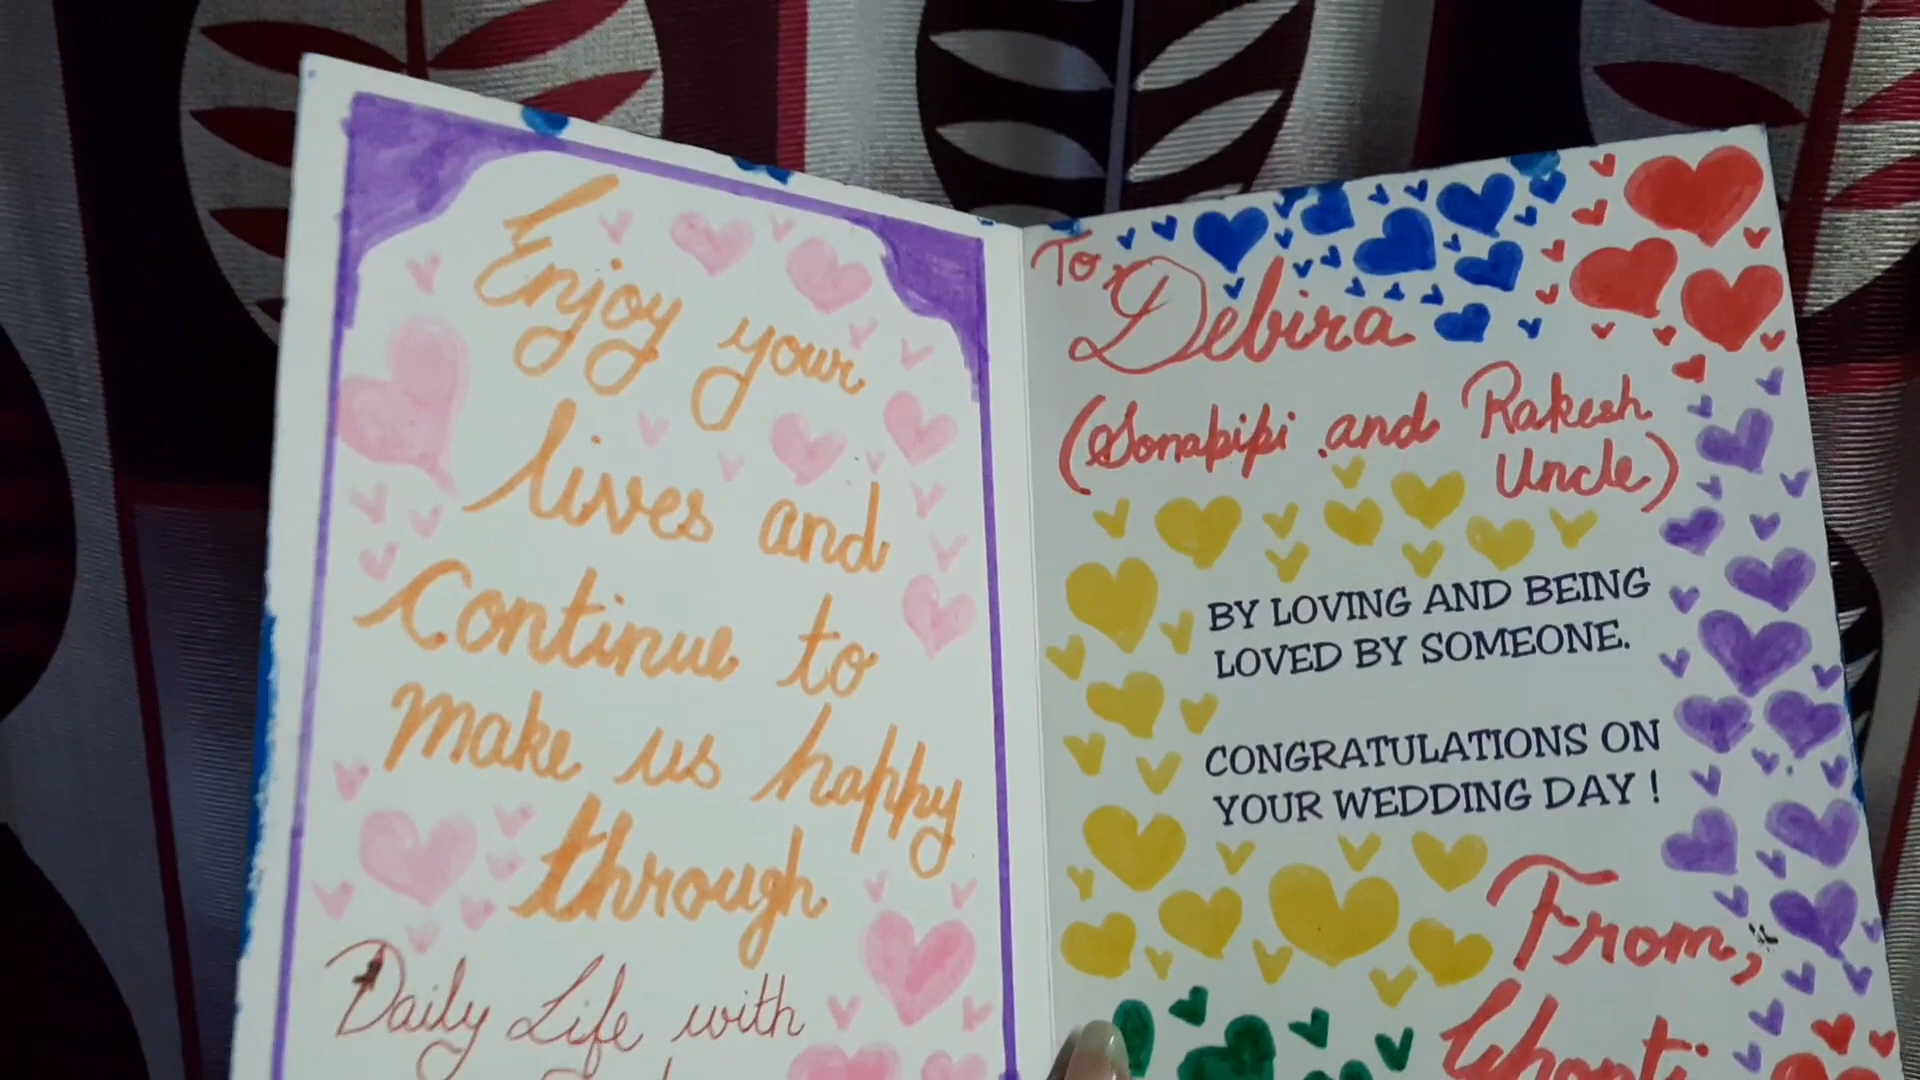 Enjoy your
lives and
Continue to
make us happy
through
Daily Life with
To,
Debira
(Sonapipi and Rakesh
Uncle)
BY LOVING AND BEING
LOVED BY SOMEONE.
CONGRATULATIONS ON
YOUR WEDDING DAY !
From,